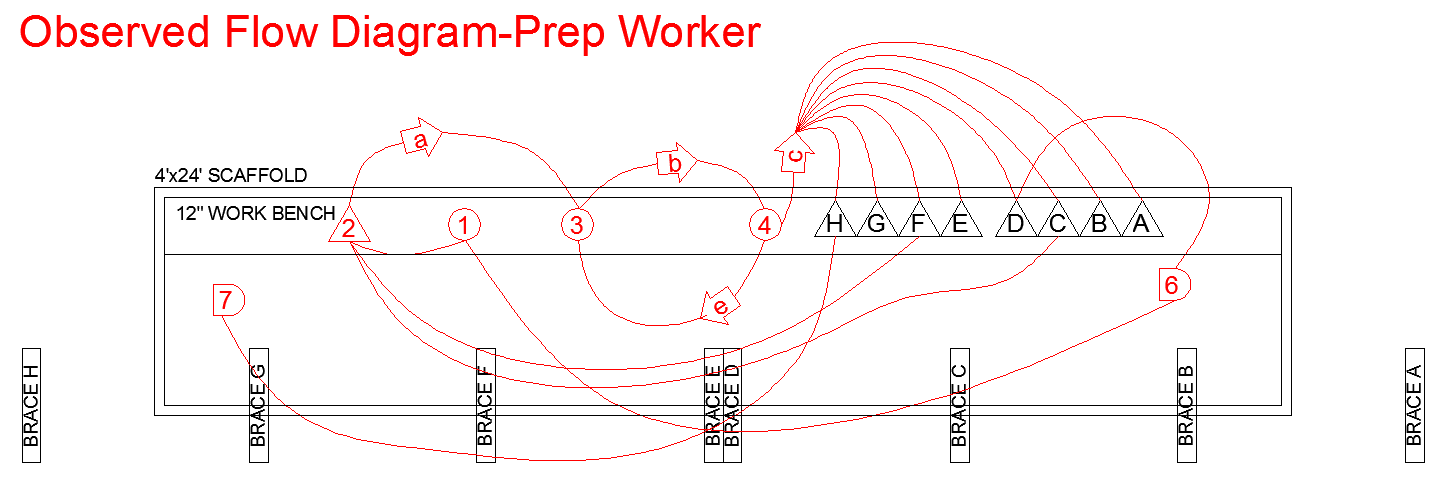 Observed Flow Diagram-Prep Worker
a
b
c
4'x24' SCAFFOLD
12" WORK BENCH
2
1
3
4
H
G
F
E
D
C
B
A
7
e
6
BRACE H
BRACE G
BRACE F
BRACE E
BRACE D
BRACE C
BRACE B
BRACE A